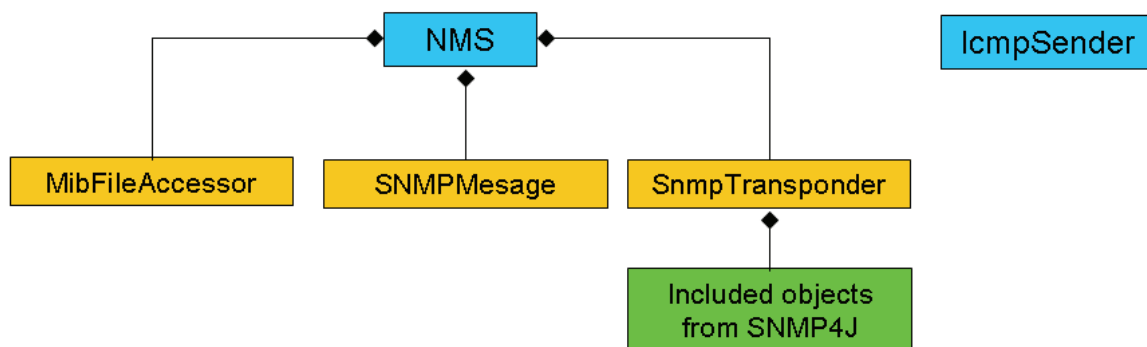 NMS
IcmpSender
MibFileAccessor
SNMPMesage
SnmpTransponder
Included objects
from SNMP4J